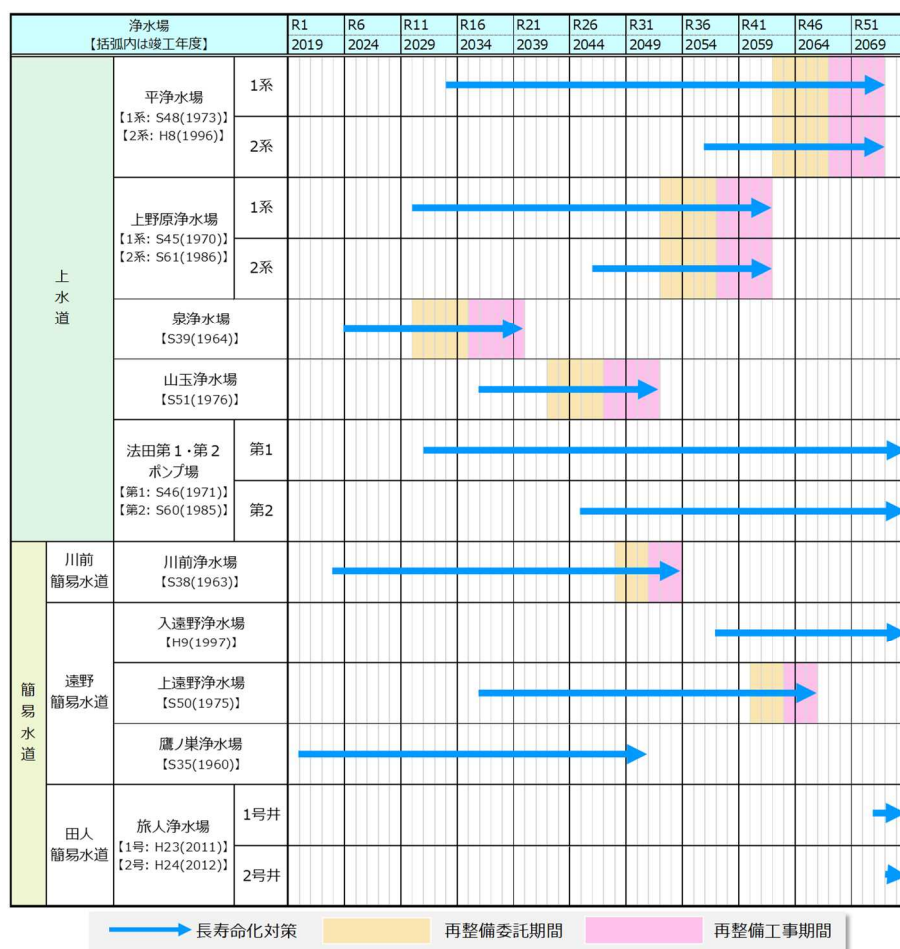 浄水場
【括弧内は竣工年度】
R1 R6 R11 R16 R21 R26 R31 R36 R41 R46 R51
2019 2024 2029 2034 2039 2044 2049 2054 2059 2064 2069
上水道
平浄水場
【1系: S48(1973)】
【2系: H8(1996)】
1系
2系
上野原浄水場
【1系: S45(1970)】
【2系: S61(1986)】
1系
2系
泉浄水場
【S39(1964)】
山玉浄水場
【S51(1976)】
法田第1・第2
ポンプ場
【第1: S46(1971)】
【第2: S60(1985)】
第1
第2
簡易水道
川前
簡易水道
川前浄水場
【S38(1963)】
遠野
簡易水道
入遠野浄水場
【H9(1997)】
上遠野浄水場
【S50(1975)】
鷹ノ巣浄水場
【S35(1960)】
田人
簡易水道
旅人浄水場
【1号: H23(2011)】
【2号: H24(2012)】
1号井
2号井
長寿命化対策 再整備委託期間 再整備工事期間